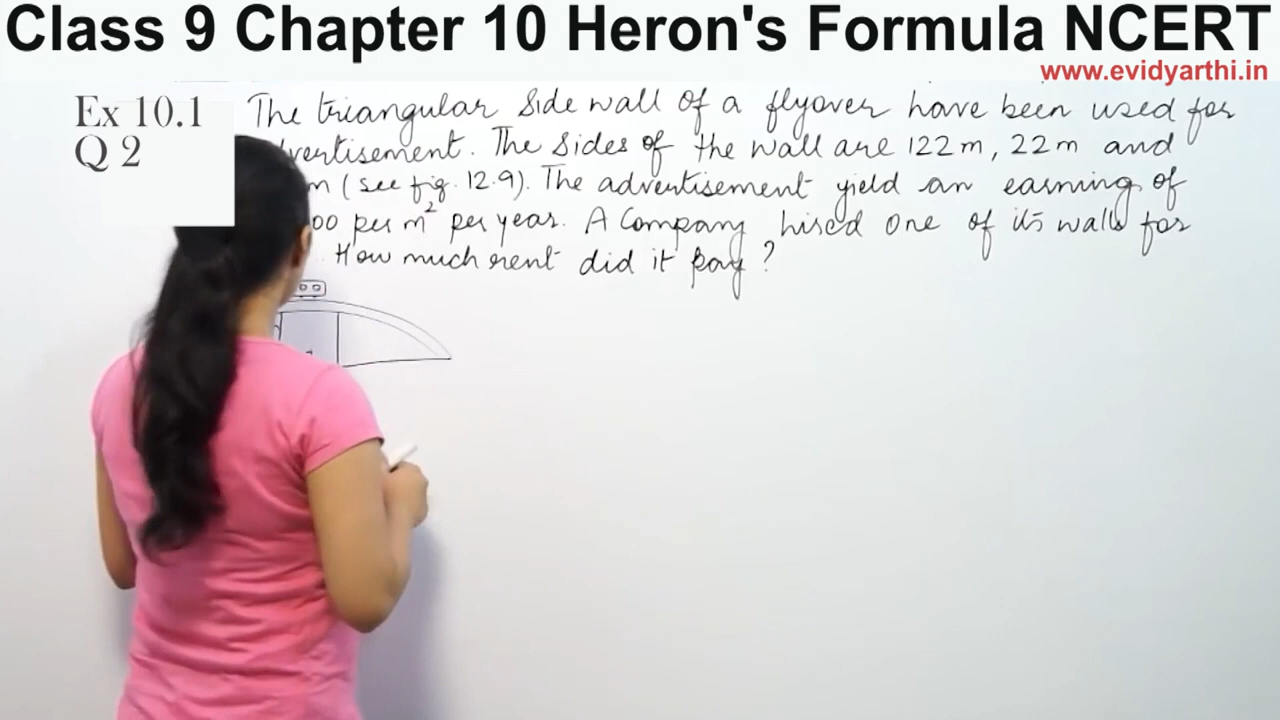 Class 9 Chapter 10 Heron's Formula NCERT
www.evidyarthi.in
Ex 10.1
Q 2
The triangular side wall of a flyover have been used for
vertisement. The sides of the wall are 122m, 22m and
m (see fig. 12.9). The advertisement yield an earning of
00 per m² per year. A Company hired one of its walls for
. How much rent did it pay?